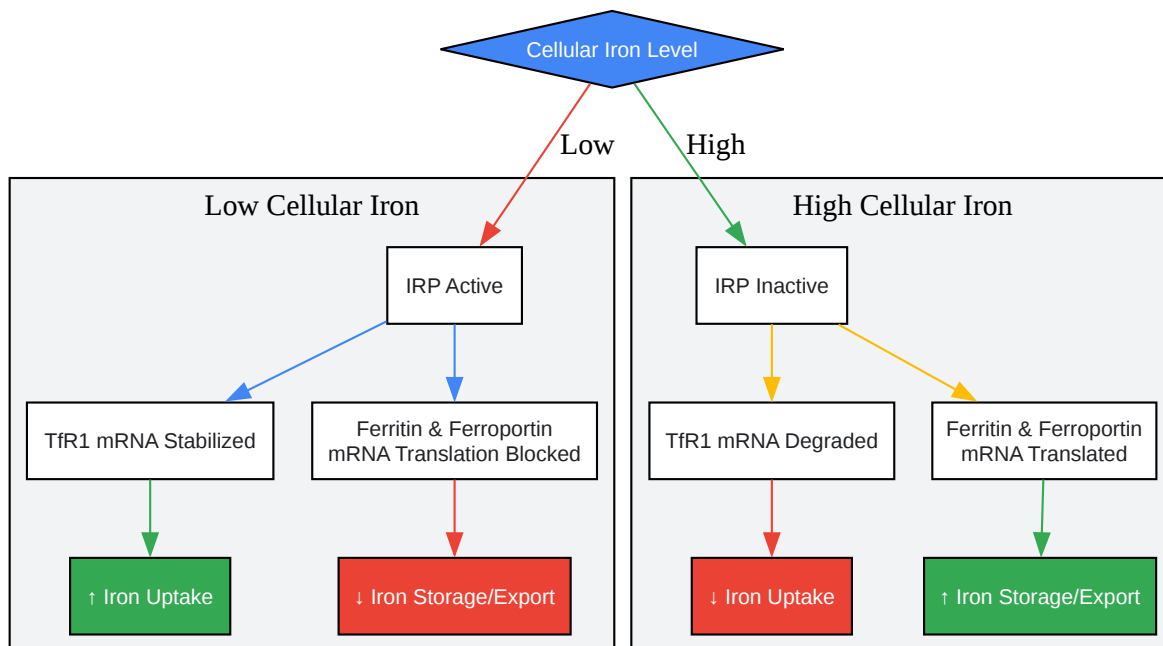 Cellular Iron Level
Low
High
Low Cellular Iron
High Cellular Iron
IRP Active
IRP Inactive
TfR1 mRNA Stabilized
Ferritin & Ferroportin
mRNA Translation Blocked
TfR1 mRNA Degraded
Ferritin & Ferroportin
mRNA Translated
↑ Iron Uptake
↓ Iron Storage/Export
↓ Iron Uptake
↑ Iron Storage/Export